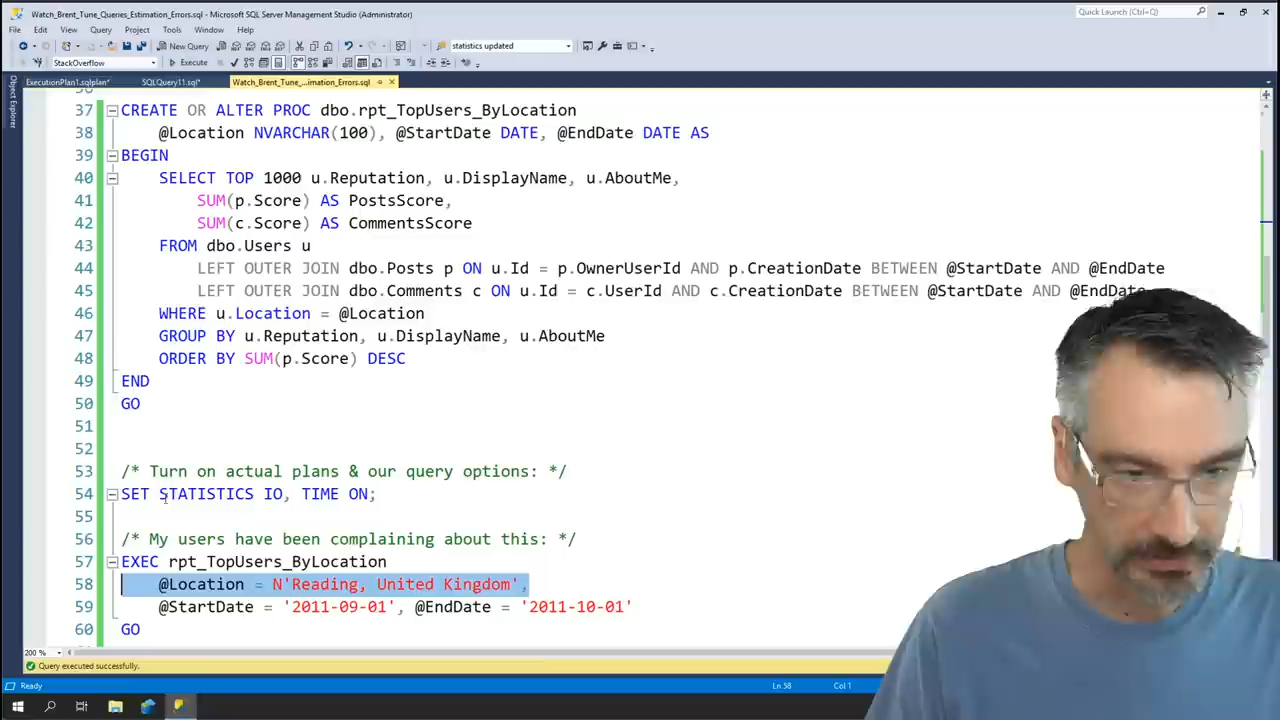 Watch_Brent_Tune_Queries_Estimation_Errors.sql - Microsoft SQL Server Management Studio (Administrator)
Quick Launch (Ctrl+Q)
File Edit View Query Project Tools Window Help
New Query
statistics updated
StackOverflow
Execute
ExecutionPlan1.sqlplan*
SQLQuery11.sql*
Watch_Brent_Tune_...imation_Errors.sql
Object Explorer
37 CREATE OR ALTER PROC dbo.rpt_TopUsers_ByLocation
38 @Location NVARCHAR(100), @StartDate DATE, @EndDate DATE AS
39 BEGIN
40 SELECT TOP 1000 u.Reputation, u.DisplayName, u.AboutMe,
41 SUM(p.Score) AS PostsScore,
42 SUM(c.Score) AS CommentsScore
43 FROM dbo.Users u
44 LEFT OUTER JOIN dbo.Posts p ON u.Id = p.OwnerUserId AND p.CreationDate BETWEEN @StartDate AND @EndDate
45 LEFT OUTER JOIN dbo.Comments c ON u.Id = c.UserId AND c.CreationDate BETWEEN @StartDate AND @EndDate
46 WHERE u.Location = @Location
47 GROUP BY u.Reputation, u.DisplayName, u.AboutMe
48 ORDER BY SUM(p.Score) DESC
49 END
50 GO
51
52
53 /* Turn on actual plans & our query options: */
54 SET STATISTICS IO, TIME ON;
55
56 /* My users have been complaining about this: */
57 EXEC rpt_TopUsers_ByLocation
58 @Location = N'Reading, United Kingdom',
59 @StartDate = '2011-09-01', @EndDate = '2011-10-01'
60 GO
200 %
Query executed successfully.
Ready
Ln 58
Col 1